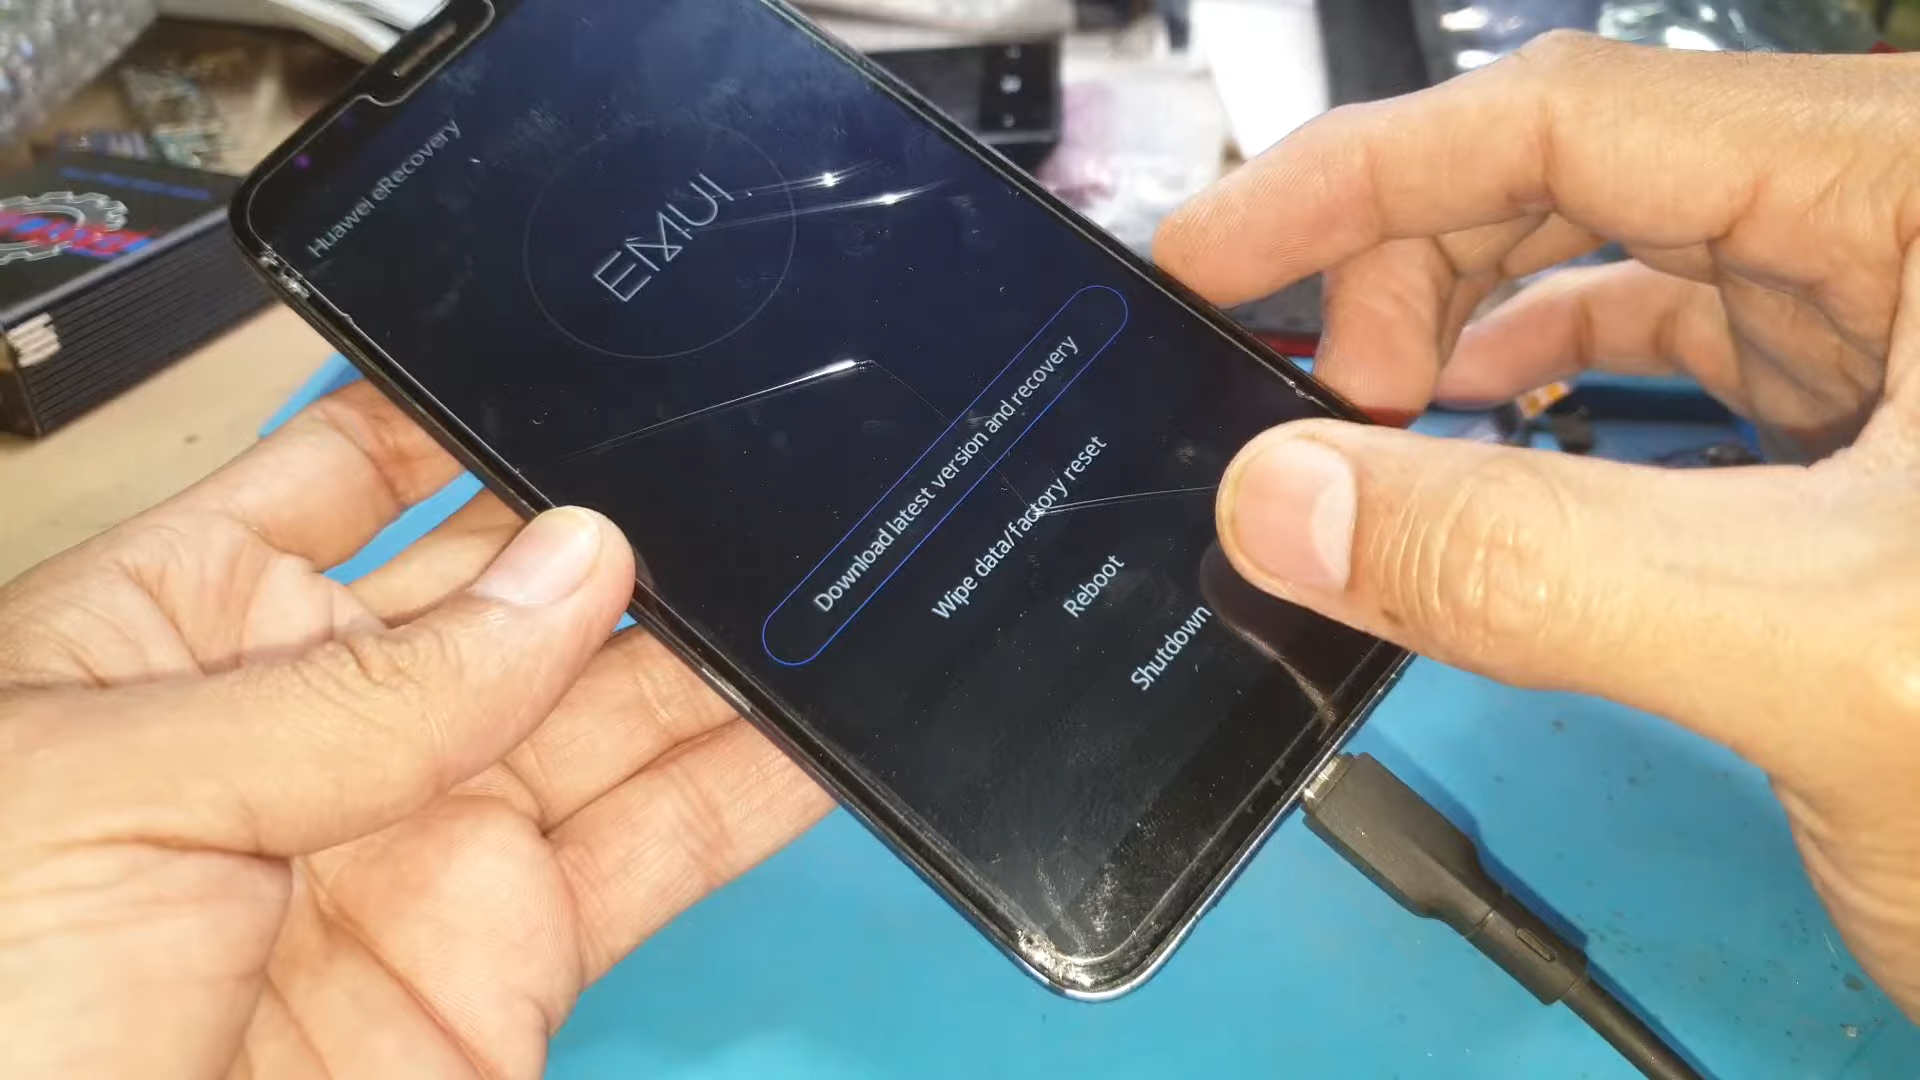 Huawei eRecovery
EMUI
Download latest version and recovery
Wipe data/factory reset
Reboot
Shutdown